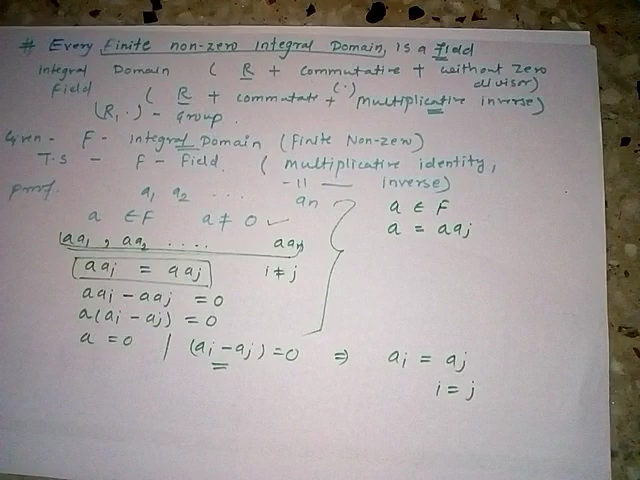 # Every Finite non-zero Integral Domain, is a field
Integral Domain ( R + commutative + without zero divisor)
Field ( R + commutate + multiplicative inverse)
(·)
(R, ·) - Group.
Given - F - Integral Domain (Finite Non-zero)
T.S - F - Field. ( multiplicative identity,
-11 — inverse)
Proof.
a1 a2 ... an
a ∈ F a ≠ 0 ✓
aa1, aa2 .... aan
aai = aaj i ≠ j
aai - aaj = 0
a(ai - aj) = 0
a = 0 / (ai - aj) = 0 ⇒ ai = aj
i = j
a ∈ F
a = aaj